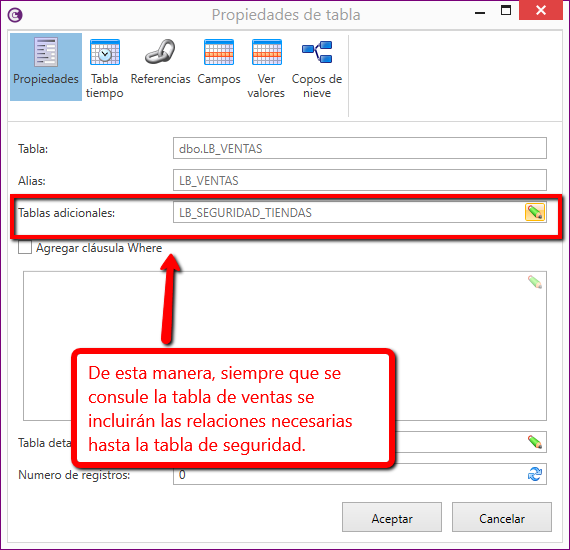 Propiedades de tabla
Propiedades
Tabla
tiempo
Referencias
Campos
Ver
valores
Copos de
nieve
Tabla:
dbo.LB_VENTAS
Alias:
LB_VENTAS
Tablas adicionales:
LB_SEGURIDAD_TIENDAS
Agregar cláusula Where
De esta manera, siempre que se
consule la tabla de ventas se
incluirán las relaciones necesarias
hasta la tabla de seguridad.
Tabla deta
Numero de registros:
0
Aceptar
Cancelar